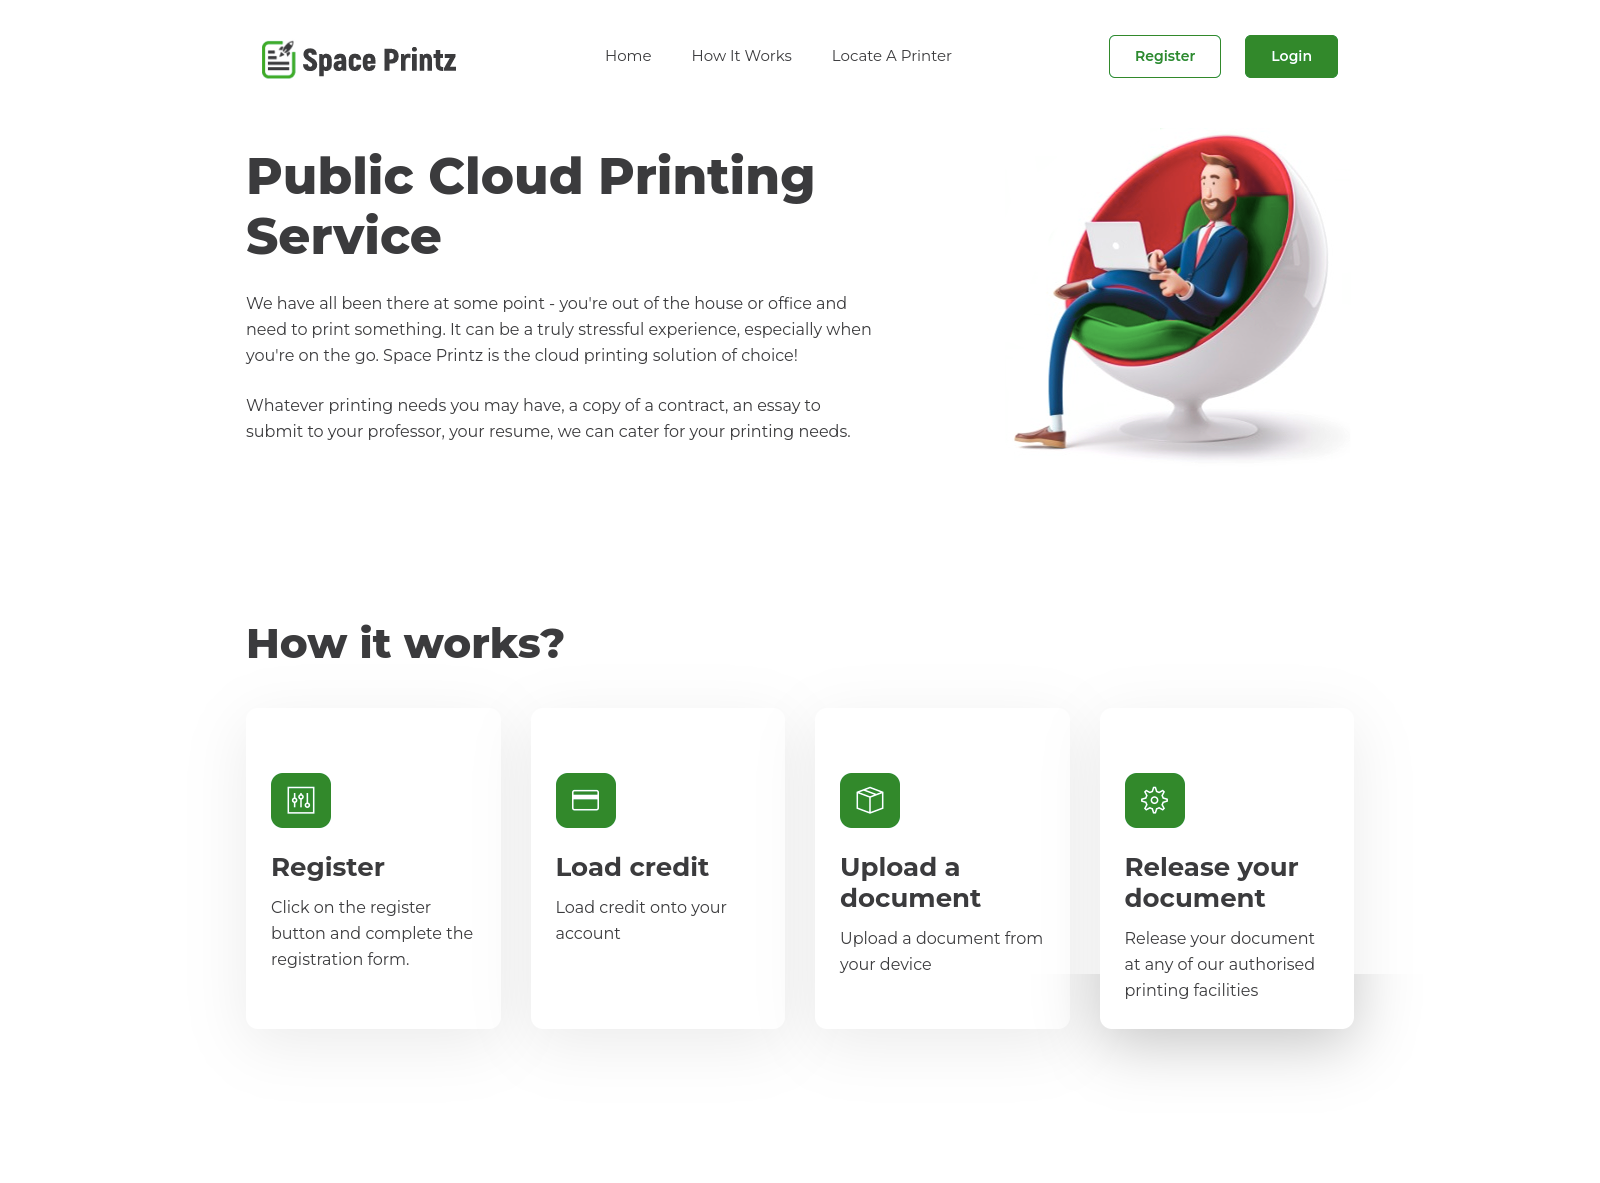 Space Printz
Home
How It Works
Locate A Printer
Register
Login
Public Cloud Printing
Service
We have all been there at some point - you're out of the house or office and
need to print something. It can be a truly stressful experience, especially when
you're on the go. Space Printz is the cloud printing solution of choice!
Whatever printing needs you may have, a copy of a contract, an essay to
submit to your professor, your resume, we can cater for your printing needs.
How it works?
Register
Click on the register
button and complete the
registration form.
Load credit
Load credit onto your
account
Upload a
document
Upload a document from
your device
Release your
document
Release your document
at any of our authorised
printing facilities